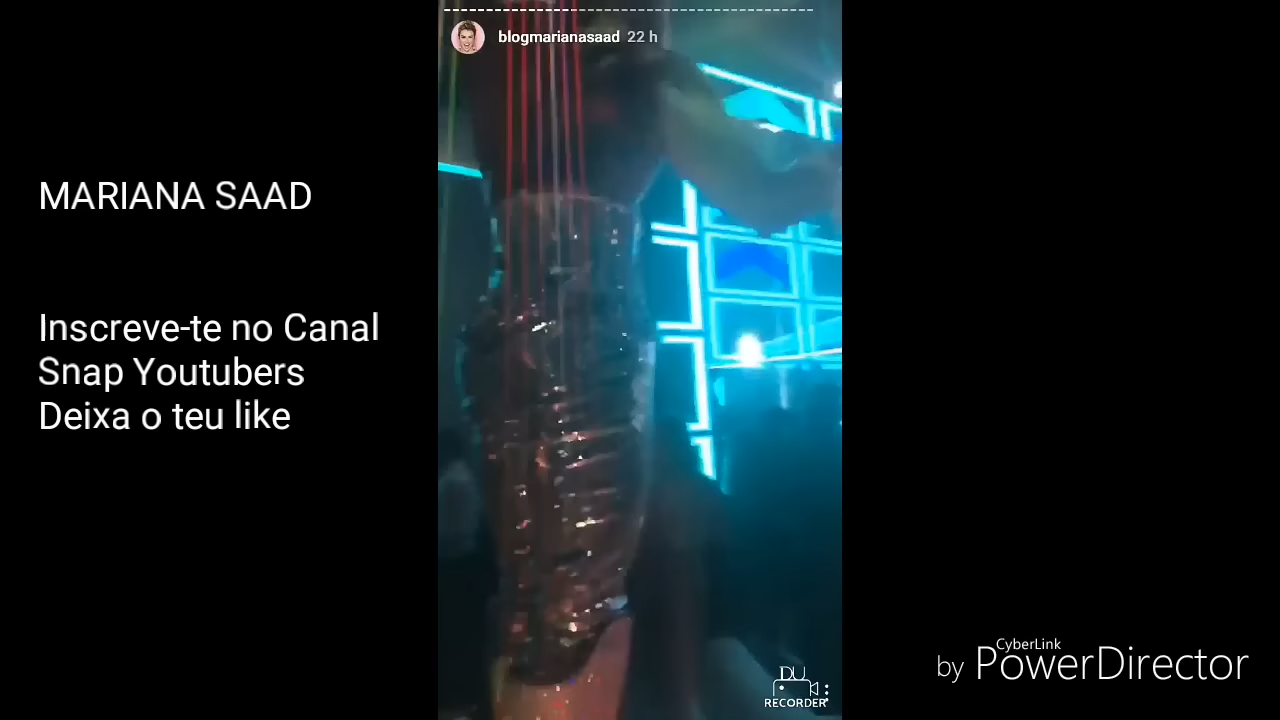 blogmarianasaad 22 h
MARIANA SAAD
Inscreve-te no Canal
Snap Youtubers
Deixa o teu like
CyberLink
by PowerDirector
DU
RECORDER